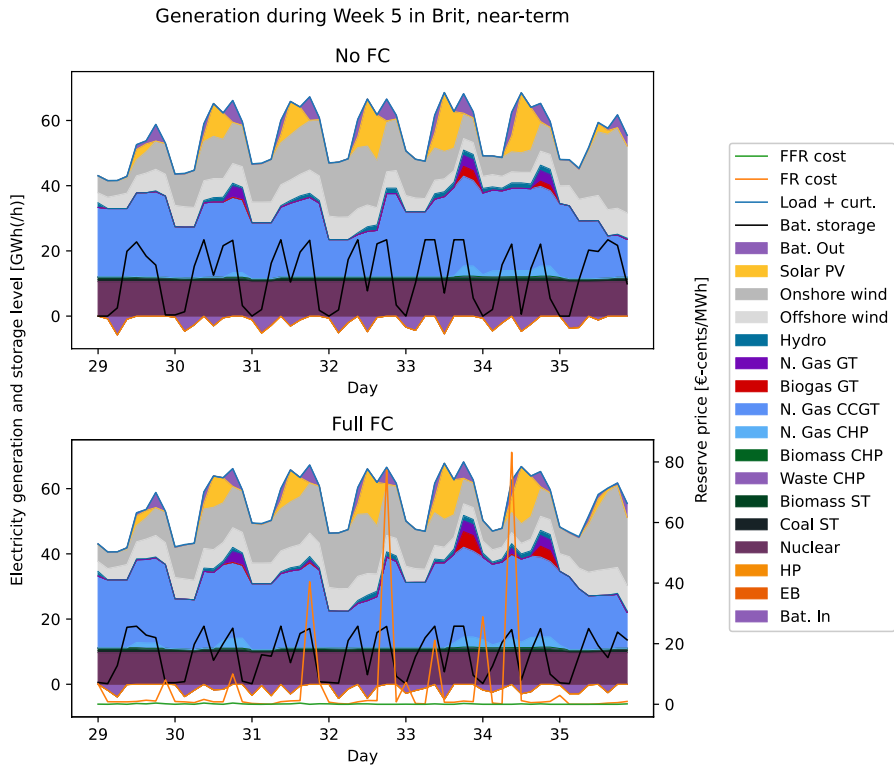 Generation during Week 5 in Brit, near-term
No FC
60
40
20
0
29 30 31 32 33 34 35
Day
Full FC
60
40
20
0
80
60
40
20
0
29 30 31 32 33 34 35
Day
Electricity generation and storage level [GWh(/h)]
Reserve price [€-cents/MWh]
FFR cost
FR cost
Load + curt.
Bat. storage
Bat. Out
Solar PV
Onshore wind
Offshore wind
Hydro
N. Gas GT
Biogas GT
N. Gas CCGT
N. Gas CHP
Biomass CHP
Waste CHP
Biomass ST
Coal ST
Nuclear
HP
EB
Bat. In